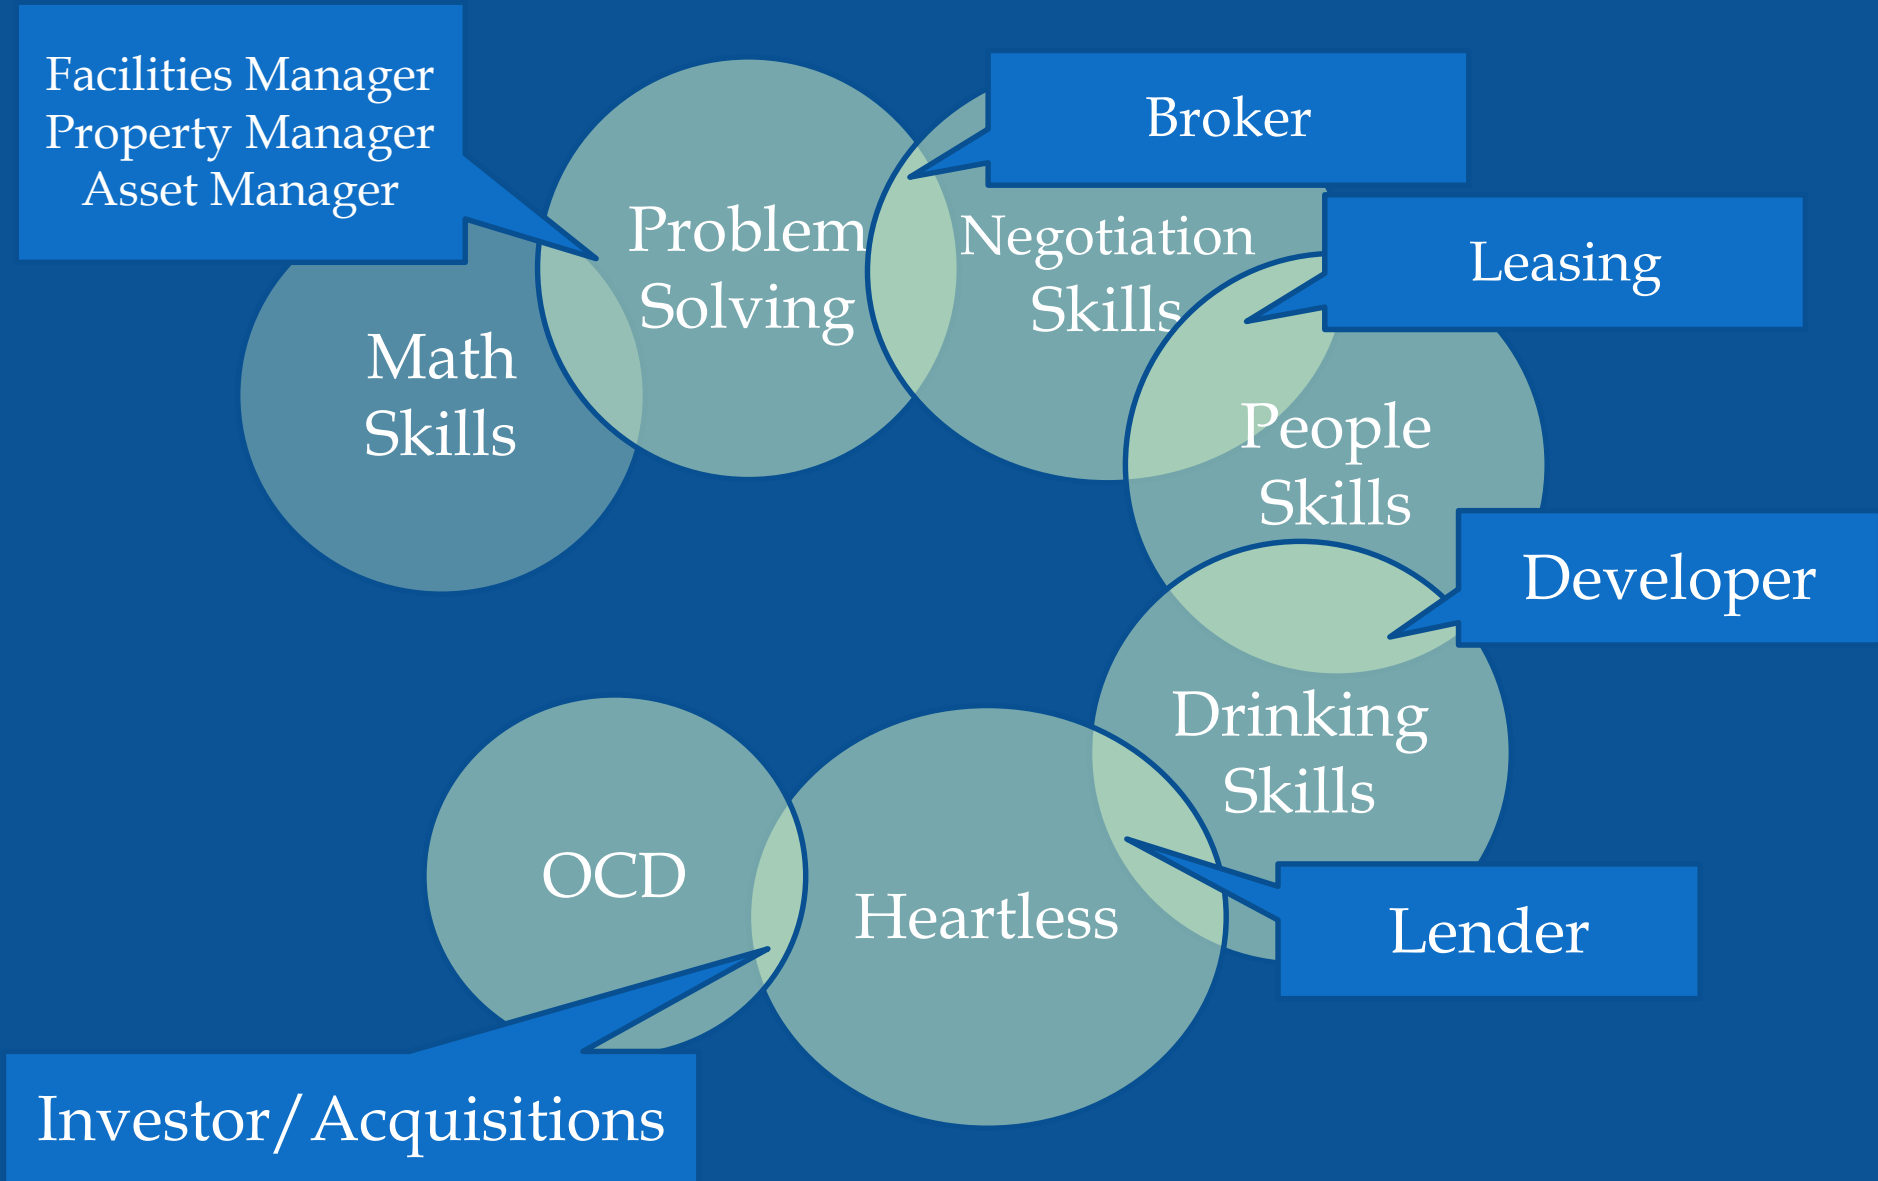 Facilities Manager
Property Manager
Asset Manager
Broker
Problem
Solving
Negotiation
Skills
Leasing
Math
Skills
People
Skills
Developer
Drinking
Skills
OCD
Heartless
Lender
Investor/Acquisitions